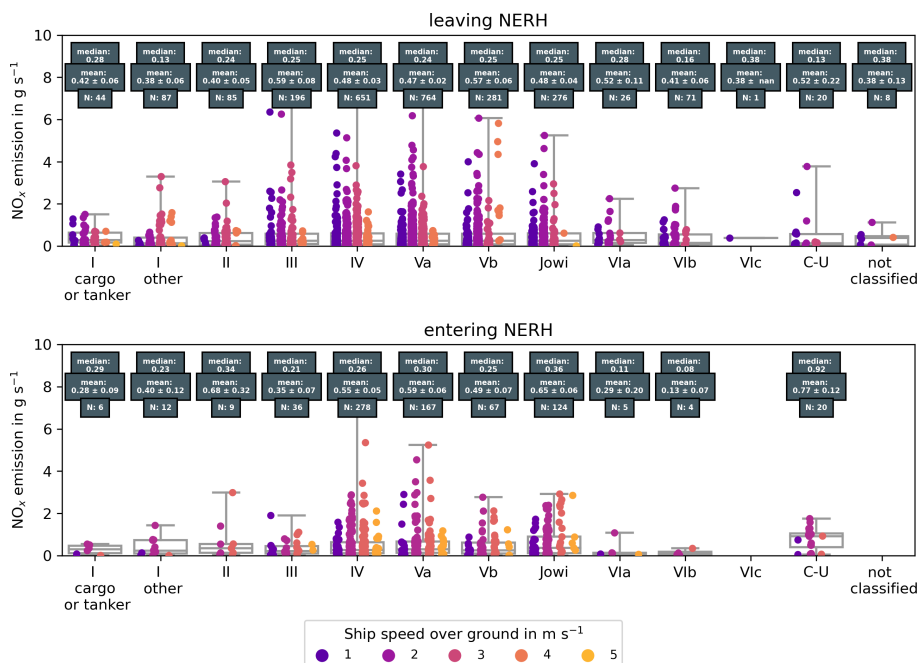 leaving NERH
10
8
6
4
2
0
NOx emission in g s⁻¹
median: 0.28
mean: 0.42 ± 0.06
N: 44
median: 0.13
mean: 0.38 ± 0.06
N: 87
median: 0.24
mean: 0.40 ± 0.05
N: 85
median: 0.25
mean: 0.59 ± 0.08
N: 196
median: 0.25
mean: 0.48 ± 0.03
N: 651
median: 0.24
mean: 0.47 ± 0.02
N: 764
median: 0.25
mean: 0.57 ± 0.06
N: 281
median: 0.25
mean: 0.48 ± 0.04
N: 276
median: 0.28
mean: 0.52 ± 0.11
N: 26
median: 0.16
mean: 0.41 ± 0.06
N: 71
median: 0.38
mean: 0.38 ± nan
N: 1
median: 0.13
mean: 0.52 ± 0.22
N: 20
median: 0.38
mean: 0.38 ± 0.13
N: 8
I cargo or tanker
I other
II
III
IV
Va
Vb
Jowi
VIa
VIb
VIc
C-U
not classified
entering NERH
10
8
6
4
2
0
NOx emission in g s⁻¹
median: 0.29
mean: 0.28 ± 0.09
N: 6
median: 0.23
mean: 0.40 ± 0.12
N: 12
median: 0.34
mean: 0.68 ± 0.32
N: 9
median: 0.21
mean: 0.35 ± 0.07
N: 36
median: 0.26
mean: 0.55 ± 0.05
N: 278
median: 0.30
mean: 0.59 ± 0.06
N: 167
median: 0.25
mean: 0.49 ± 0.07
N: 67
median: 0.36
mean: 0.65 ± 0.06
N: 124
median: 0.11
mean: 0.29 ± 0.20
N: 5
median: 0.08
mean: 0.13 ± 0.07
N: 4
median: 0.92
mean: 0.77 ± 0.12
N: 20
I cargo or tanker
I other
II
III
IV
Va
Vb
Jowi
VIa
VIb
VIc
C-U
not classified
Ship speed over ground in m s⁻¹
1 2 3 4 5